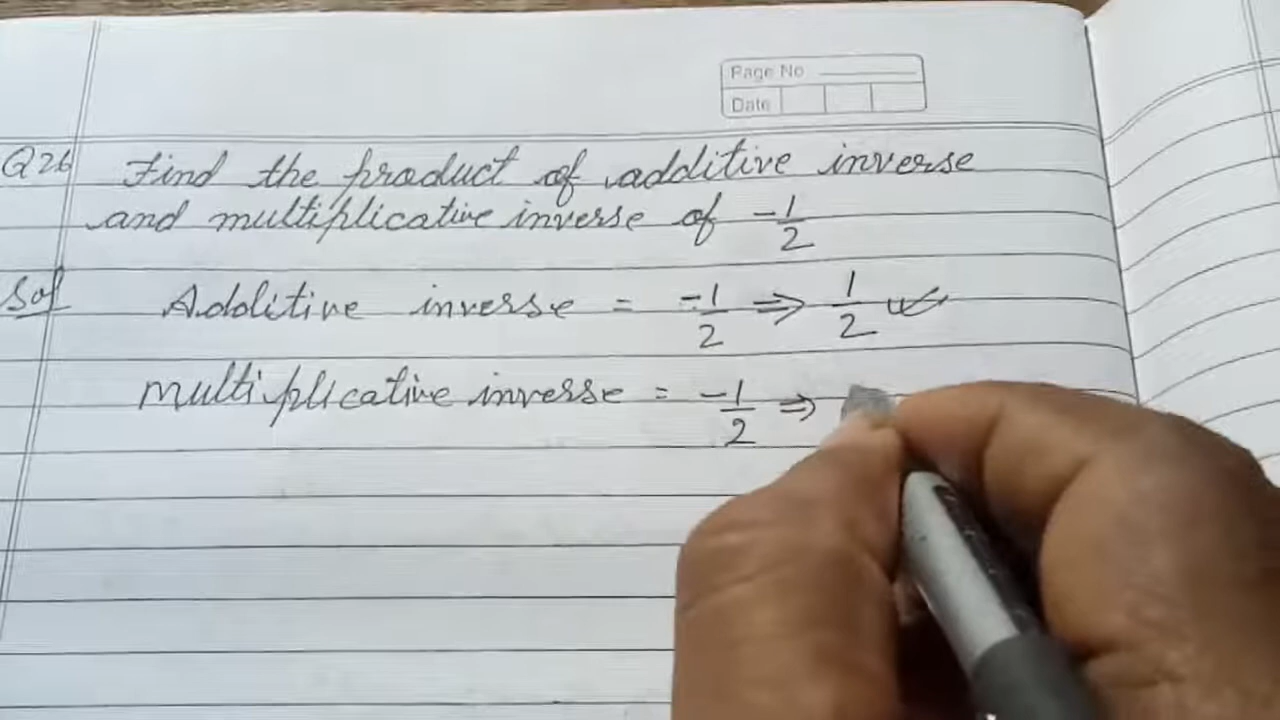 Page No
Date
Q26 Find the product of additive inverse
and multiplicative inverse of -1/2
Sol Additive inverse = -1/2 ⇒ 1/2
multiplicative inverse = -1/2 ⇒